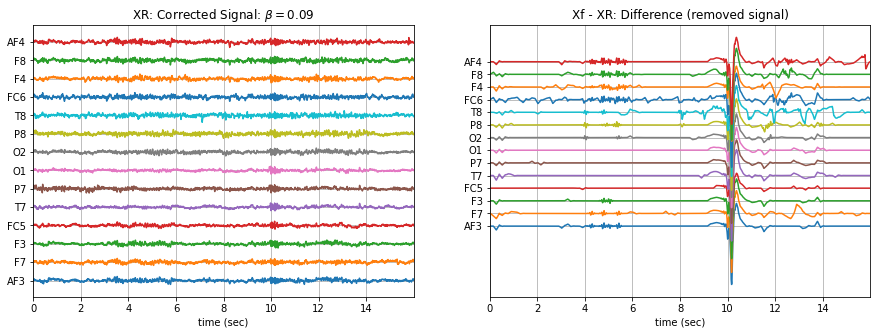 XR: Corrected Signal: β = 0.09
AF4
F8
F4
FC6
T8
P8
O2
O1
P7
T7
FC5
F3
F7
AF3
0 2 4 6 8 10 12 14
time (sec)
Xf - XR: Difference (removed signal)
AF4
F8
F4
FC6
T8
P8
O2
O1
P7
T7
FC5
F3
F7
AF3
0 2 4 6 8 10 12 14
time (sec)